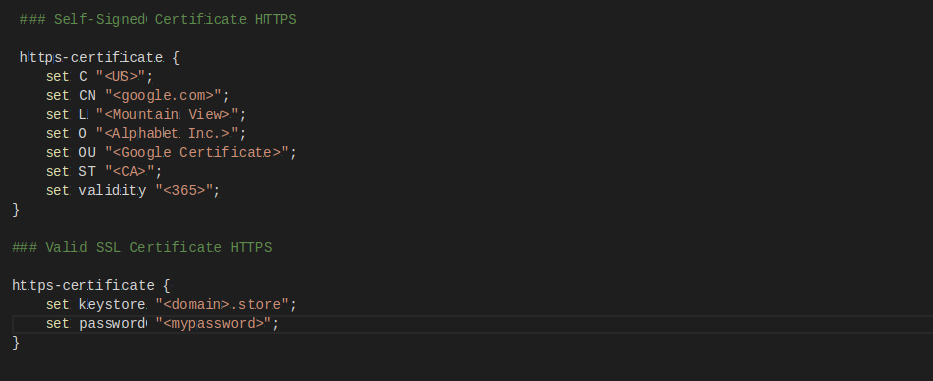 ### Self-Signed Certificate HTTPS
https-certificate {
set C "<US>";
set CN "<google.com>";
set L "<Mountain View>";
set O "<Alphabet Inc.>";
set OU "<Google Certificate>";
set ST "<CA>";
set validity "<365>";
}
### Valid SSL Certificate HTTPS
https-certificate {
set keystore "<domain>.store";
set password "<mypassword>";
}